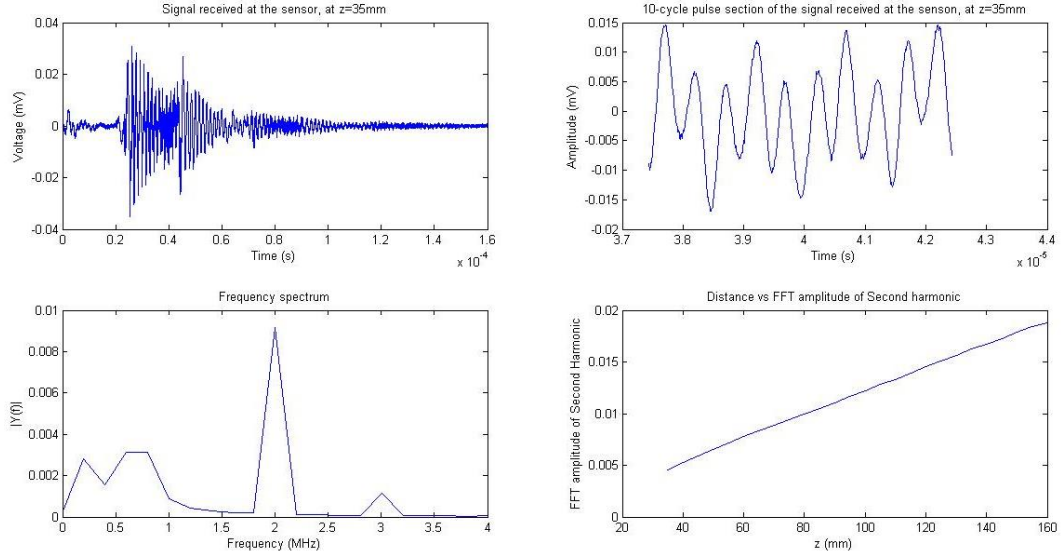 Signal received at the sensor, at z=35mm
Voltage (mV)
0.04
0.02
0
-0.02
-0.04
0 0.2 0.4 0.6 0.8 1 1.2 1.4 1.6
Time (s)
x 10-4
10-cycle pulse section of the signal received at the senson, at z=35mm
Amplitude (mV)
0.015
0.01
0.005
0
-0.005
-0.01
-0.015
-0.02
3.7 3.8 3.9 4 4.1 4.2 4.3 4.4
Time (s)
x 10-5
Frequency spectrum
|Y(f)|
0.01
0.008
0.006
0.004
0.002
0
0 0.5 1 1.5 2 2.5 3 3.5 4
Frequency (MHz)
Distance vs FFT amplitude of Second harmonic
FFT amplitude of Second Harmonic
0.02
0.015
0.01
0.005
0
20 40 60 80 100 120 140 160
z (mm)